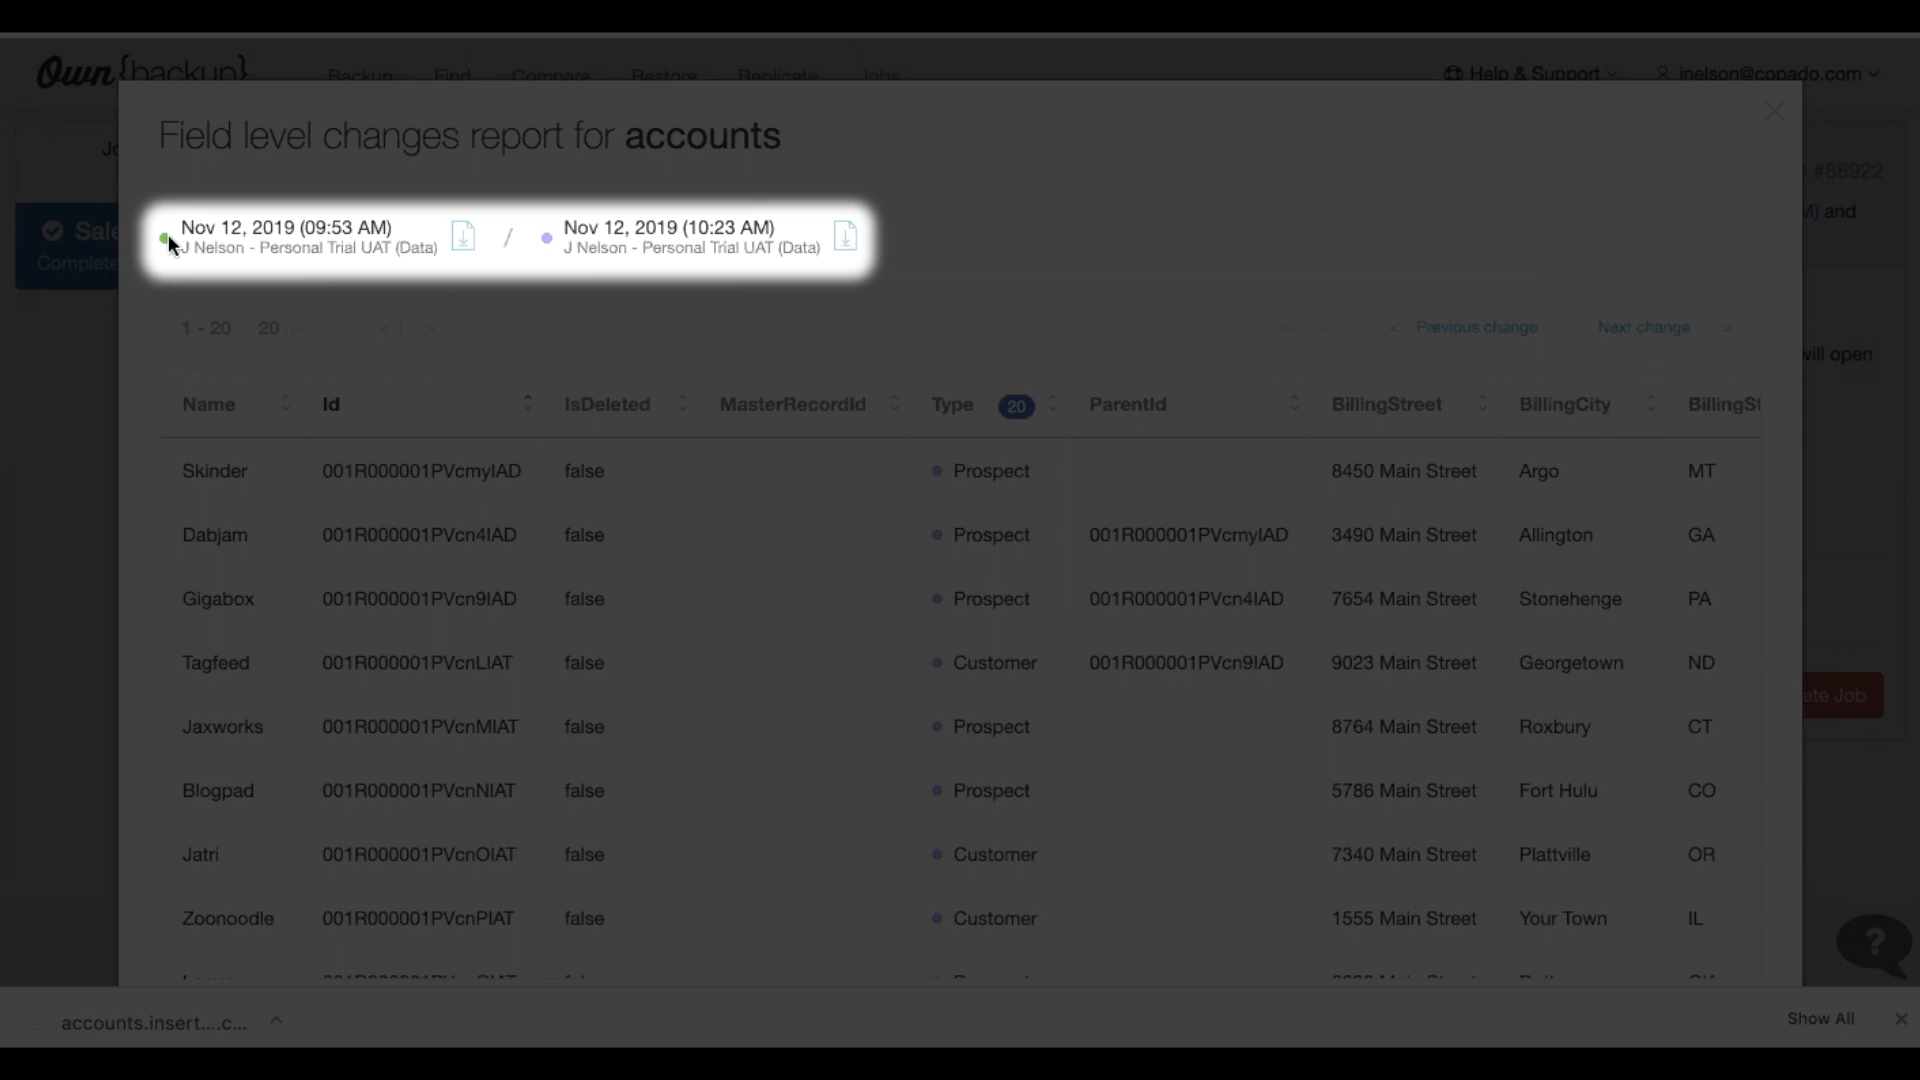 Own{backup}
Backup Find Compare Restore Replicate Jobs
Help & Support
jnelson@copado.com
Field level changes report for accounts
#86922
M) and
Sale
Complete
Nov 12, 2019 (09:53 AM)
J Nelson - Personal Trial UAT (Data)
/
Nov 12, 2019 (10:23 AM)
J Nelson - Personal Trial UAT (Data)
1 - 20 of 20 records < >
< Previous change
Next change >
will open
Name Id IsDeleted MasterRecordId Type 20 ParentId BillingStreet BillingCity BillingSt
Skinder 001R000001PVcmyIAD false Prospect 8450 Main Street Argo MT
Dabjam 001R000001PVcn4IAD false Prospect 001R000001PVcmyIAD 3490 Main Street Allington GA
Gigabox 001R000001PVcn9IAD false Prospect 001R000001PVcn4IAD 7654 Main Street Stonehenge PA
Tagfeed 001R000001PVcnLIAT false Customer 001R000001PVcn9IAD 9023 Main Street Georgetown ND
ate Job
Jaxworks 001R000001PVcnMIAT false Prospect 8764 Main Street Roxbury CT
Blogpad 001R000001PVcnNIAT false Prospect 5786 Main Street Fort Hulu CO
Jatri 001R000001PVcnOIAT false Customer 7340 Main Street Plattville OR
Zoonoodle 001R000001PVcnPIAT false Customer 1555 Main Street Your Town IL
?
accounts.insert....c...
Show All